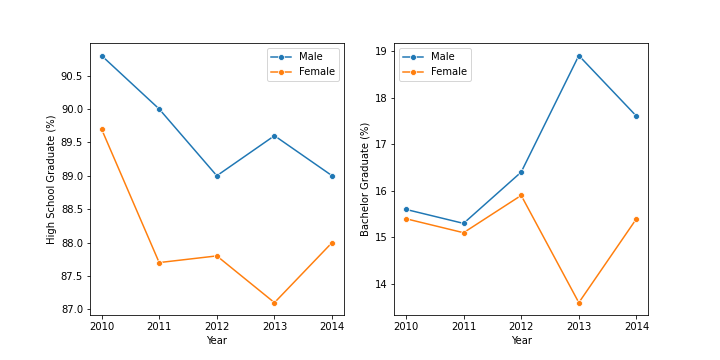 Male
Female
High School Graduate (%)
90.5
90.0
89.5
89.0
88.5
88.0
87.5
87.0
2010 2011 2012 2013 2014
Year
Male
Female
Bachelor Graduate (%)
19
18
17
16
15
14
2010 2011 2012 2013 2014
Year